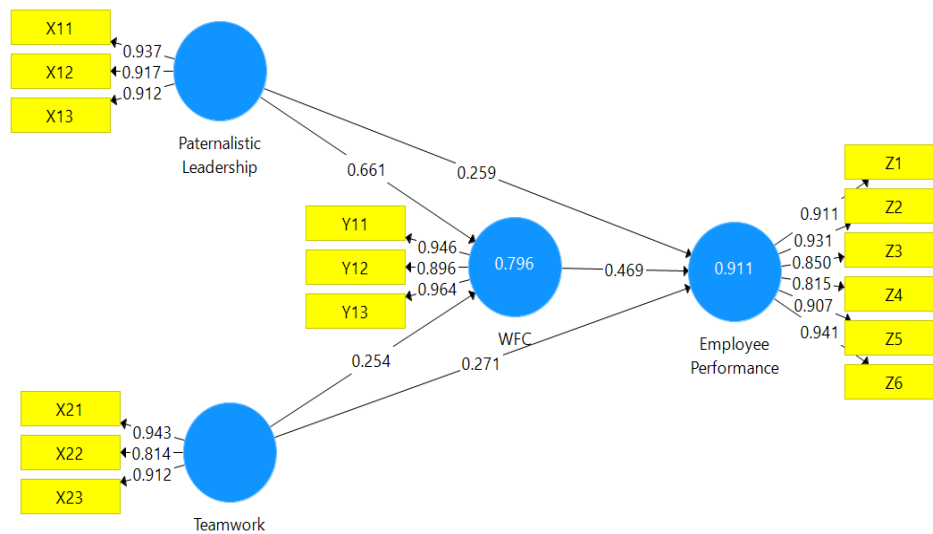 X11
X12
X13
0.937
0.917
0.912
Paternalistic
Leadership
0.661
0.259
Y11
Y12
Y13
0.946
0.896
0.964
0.796
WFC
0.469
0.911
Employee
Performance
0.911
0.931
0.850
0.815
0.907
0.941
Z1
Z2
Z3
Z4
Z5
Z6
0.254
0.271
X21
X22
X23
0.943
0.814
0.912
Teamwork